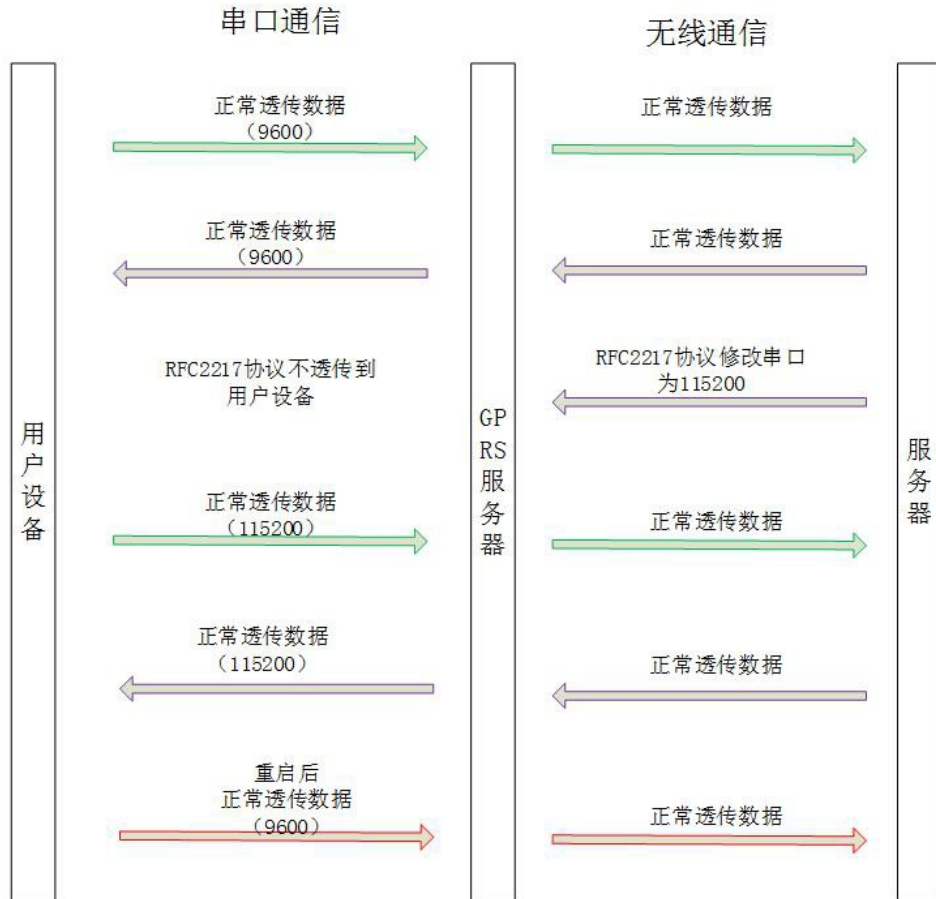 串口通信
无线通信
正常透传数据
（9600）
正常透传数据
正常透传数据
（9600）
正常透传数据
RFC2217协议不透传到
用户设备
RFC2217协议修改串口
为115200
用户设备
GPRS服务器
服务器
正常透传数据
（115200）
正常透传数据
正常透传数据
（115200）
正常透传数据
重启后
正常透传数据
（9600）
正常透传数据